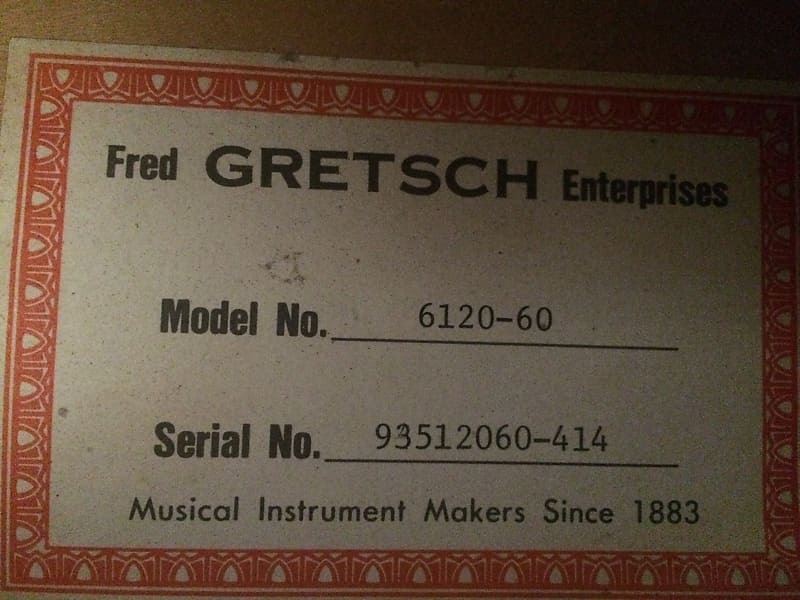 Fred GRETSCH Enterprises
Model No. 6120-60
Serial No. 93512060-414
Musical Instrument Makers Since 1883